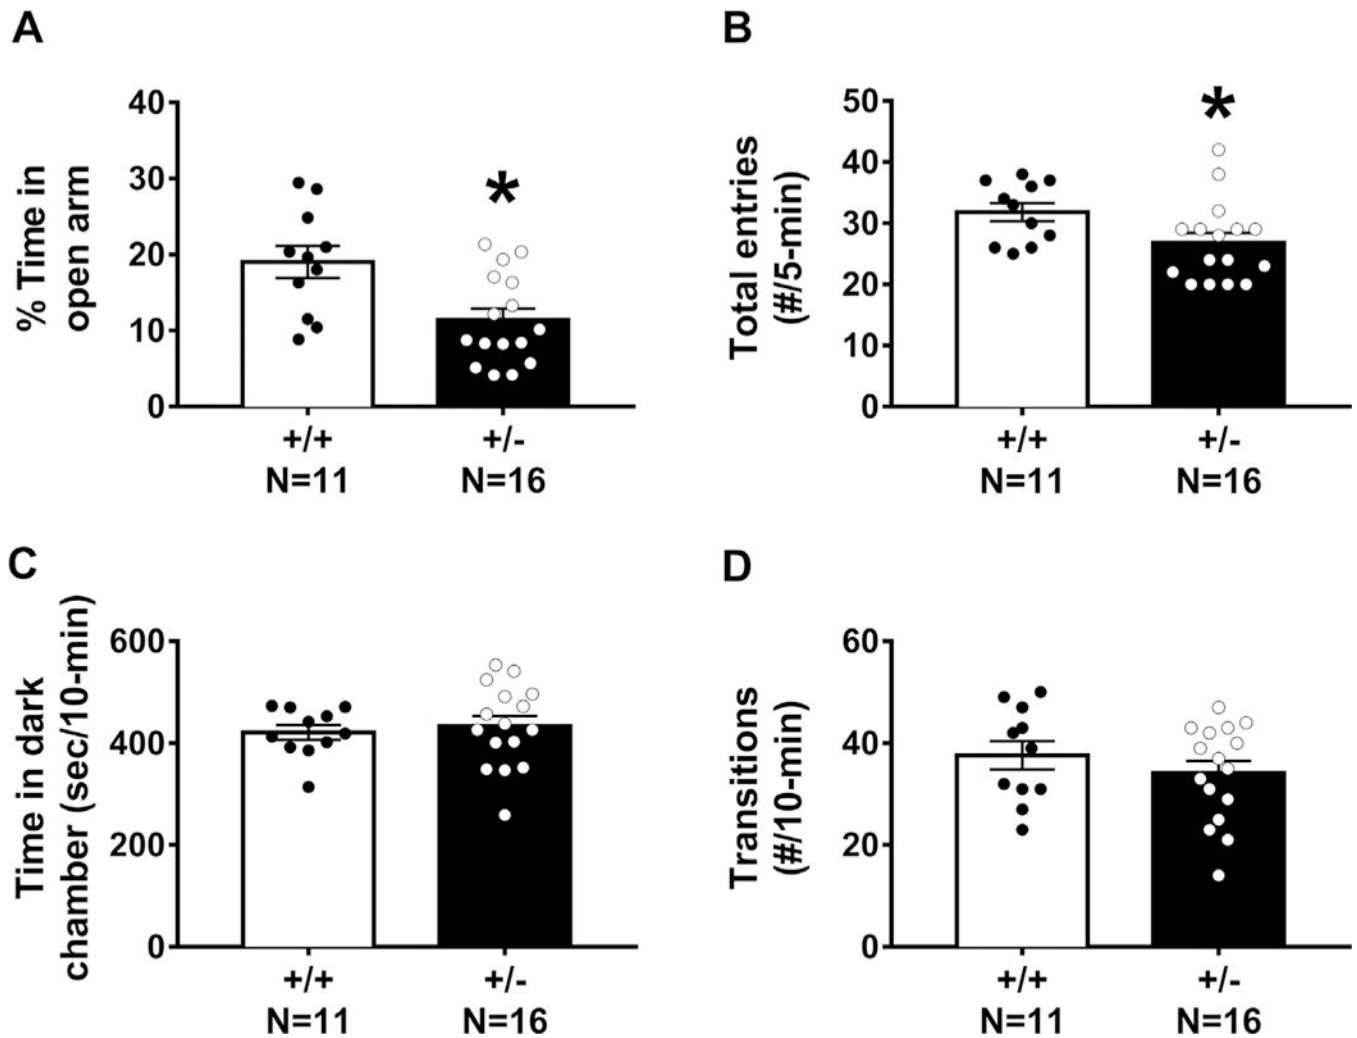 A
% Time in
open arm
40
30
20
10
0
*
+/+
+/-
N=11
N=16
B
Total entries
(#/5-min)
50
40
30
20
10
0
*
+/+
+/-
N=11
N=16
C
Time in dark
chamber (sec/10-min)
600
400
200
0
+/+
+/-
N=11
N=16
D
Transitions
(#/10-min)
60
40
20
0
+/+
+/-
N=11
N=16